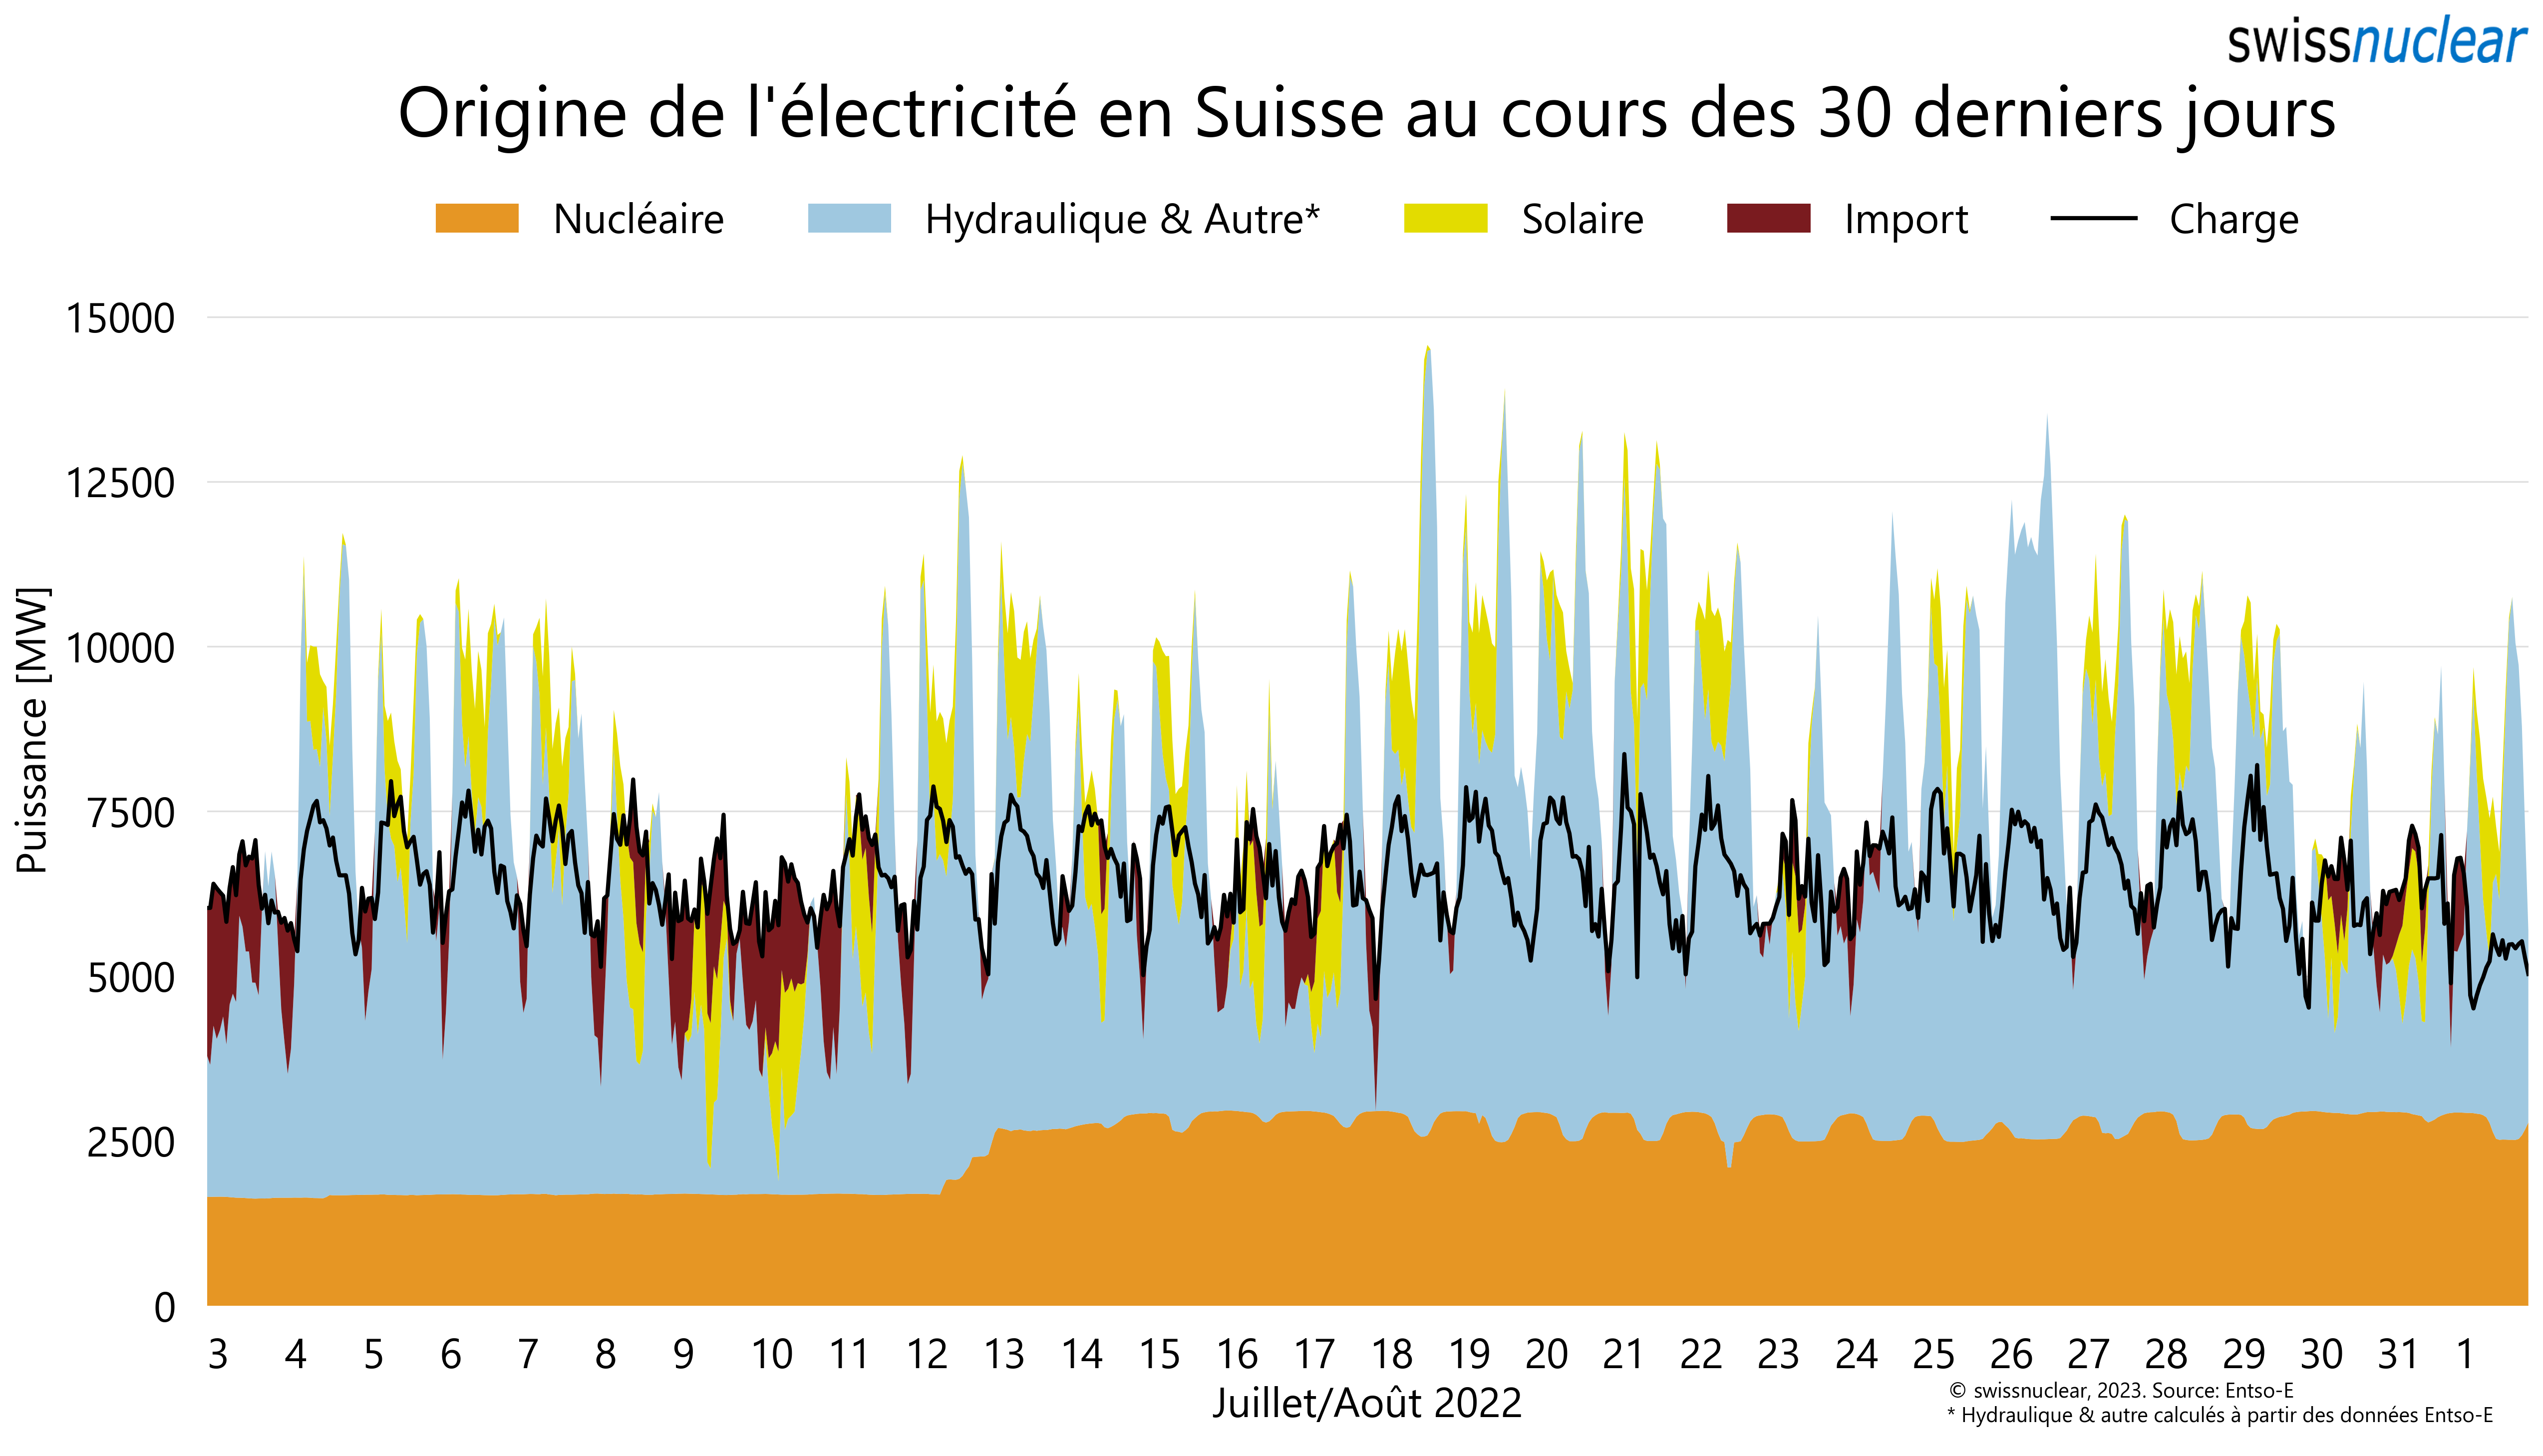 swissnuclear
Origine de l'électricité en Suisse au cours des 30 derniers jours
Nucléaire Hydraulique & Autre* Solaire Import Charge
15000
12500
10000
7500
5000
2500
0
Puissance [MW]
3 4 5 6 7 8 9 10 11 12 13 14 15 16 17 18 19 20 21 22 23 24 25 26 27 28 29 30 31 1
Juillet/Août 2022
© swissnuclear, 2023. Source: Entso-E
* Hydraulique & autre calculés à partir des données Entso-E